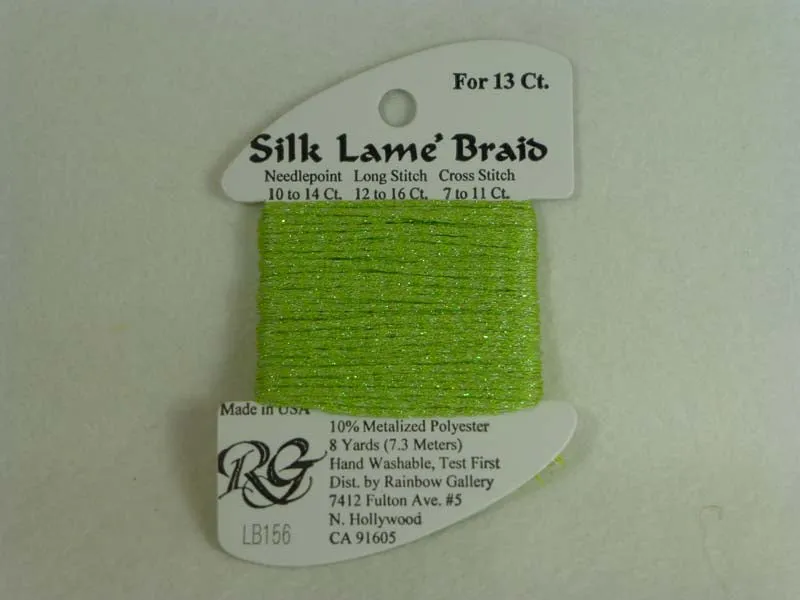 For 13 Ct.
Silk Lame' Braid
Needlepoint Long Stitch Cross Stitch
10 to 14 Ct. 12 to 16 Ct. 7 to 11 Ct.
Made in USA
10% Metalized Polyester
8 Yards (7.3 Meters)
Hand Washable, Test First
Dist. by Rainbow Gallery
7412 Fulton Ave. #5
N. Hollywood
CA 91605
RG
LB156